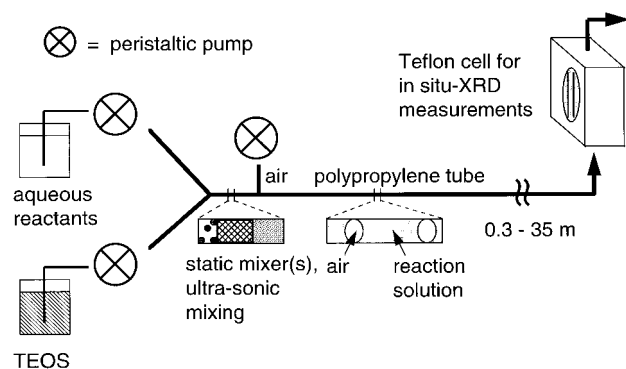 = peristaltic pump
Teflon cell for
in situ-XRD
measurements
air
polypropylene tube
aqueous
reactants
0.3 - 35 m
static mixer(s),
ultra-sonic
mixing
air
reaction
solution
TEOS